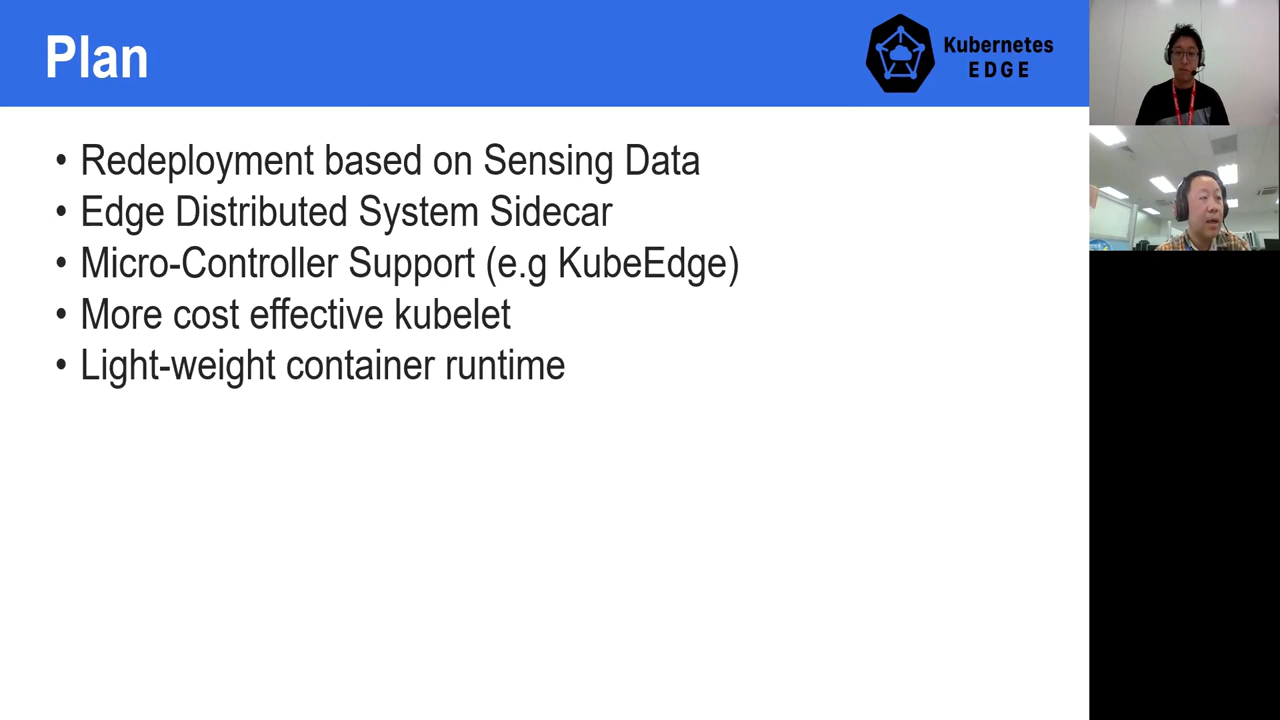 Plan
Kubernetes
EDGE
• Redeployment based on Sensing Data
• Edge Distributed System Sidecar
• Micro-Controller Support (e.g KubeEdge)
• More cost effective kubelet
• Light-weight container runtime